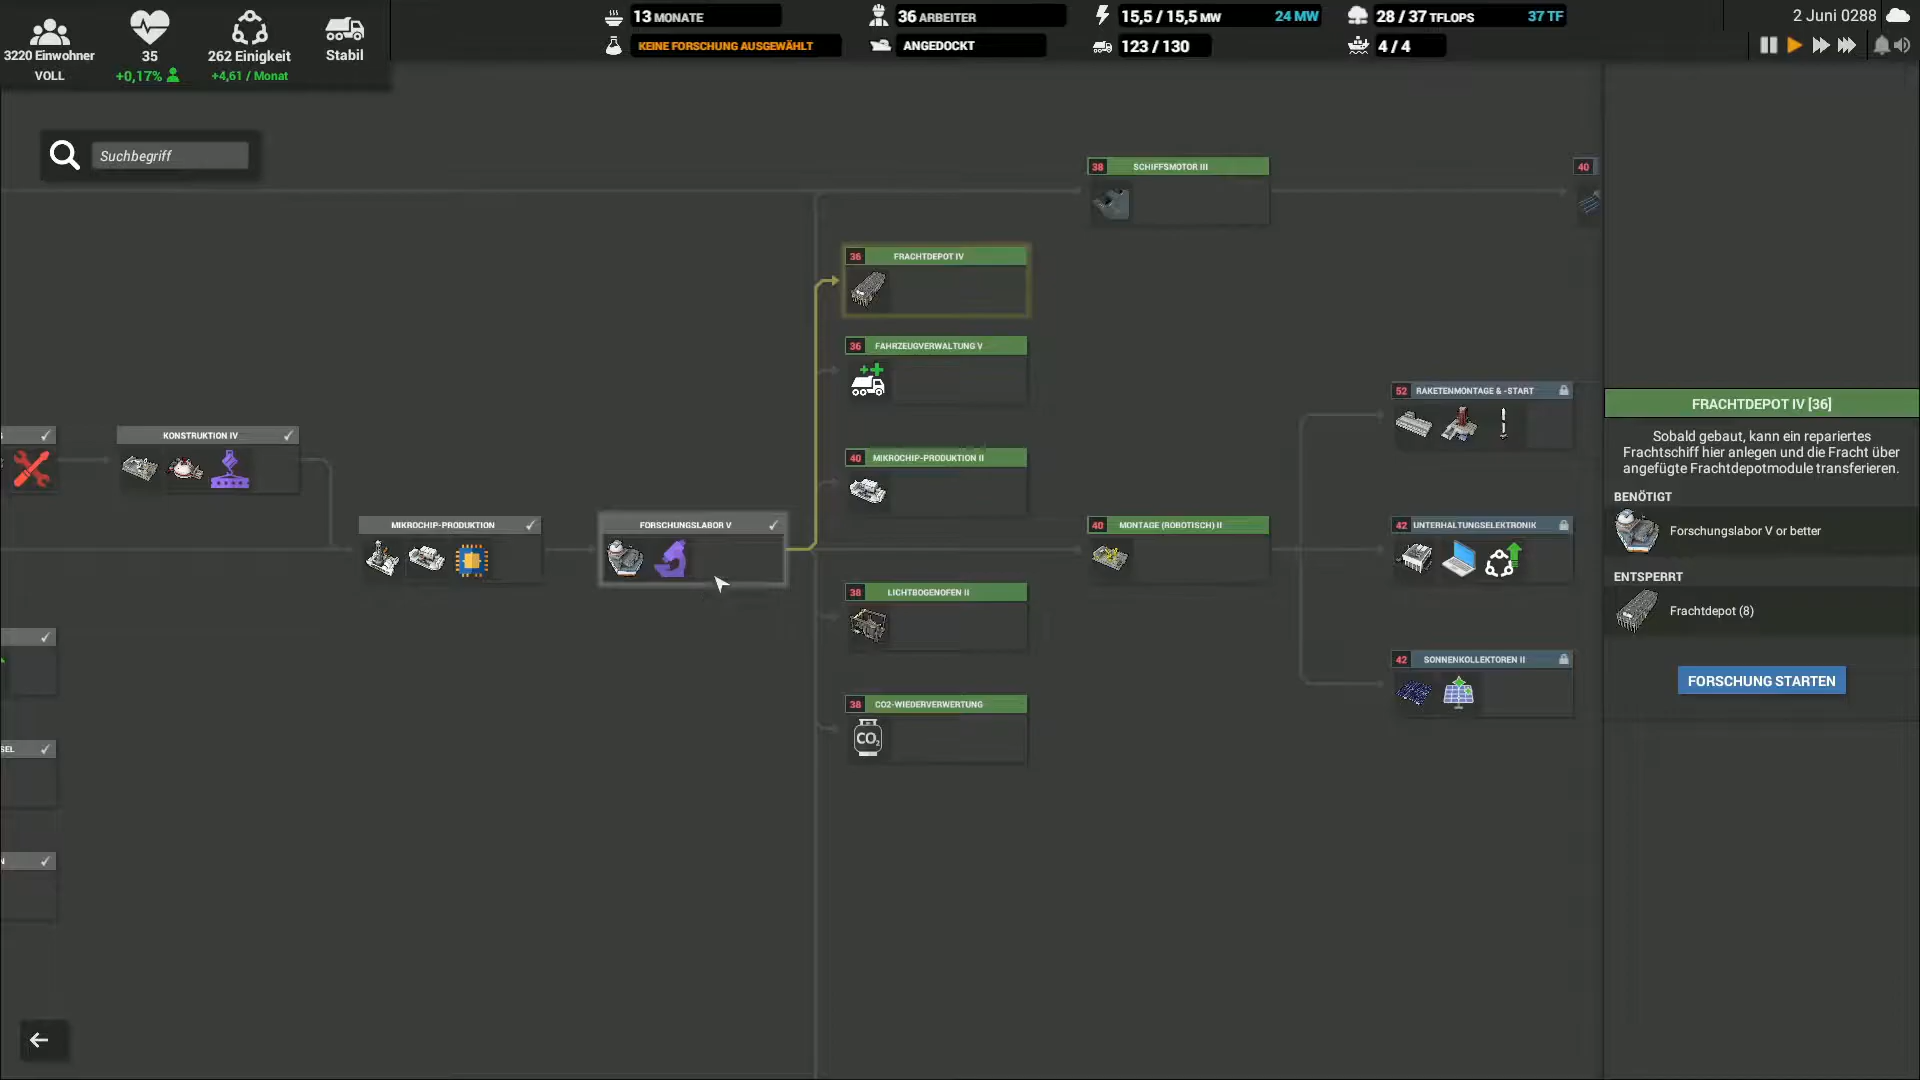 3220 Einwohner
VOLL
35
+0,17%
262 Einigkeit
+4,61 / Monat
Stabil
13 MONATE
KEINE FORSCHUNG AUSGEWÄHLT
36 ARBEITER
ANGEDOCKT
15,5 / 15,5 MW
24 MW
123 / 130
28 / 37 TFLOPS
37 TF
4 / 4
2 Juni 0288
Suchbegriff
38 SCHIFFSMOTOR III
40
36 FRACHTDEPOT IV
36 FAHRZEUGVERWALTUNG V
52 RAKETENMONTAGE & -START
KONSTRUKTION IV
40 MIKROCHIP-PRODUKTION II
MIKROCHIP-PRODUKTION
FORSCHUNGSLABOR V
40 MONTAGE (ROBOTISCH) II
42 UNTERHALTUNGSELEKTRONIK
38 LICHTBOGENOFEN II
42 SONNENKOLLEKTOREN II
38 CO2-WIEDERVERWERTUNG
CO2
SEL
N
FRACHTDEPOT IV [36]
Sobald gebaut, kann ein repariertes
Frachtschiff hier anlegen und die Fracht über
angefügte Frachtdepotmodule transferieren.
BENÖTIGT
Forschungslabor V or better
ENTSPERRT
Frachtdepot (8)
FORSCHUNG STARTEN